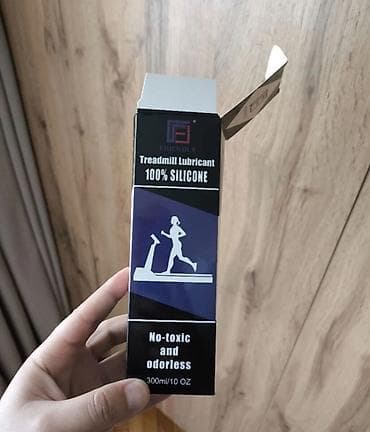 Treadmill Lubricant
100% SILICONE
No-toxic
and
odorless
300ml/10 OZ